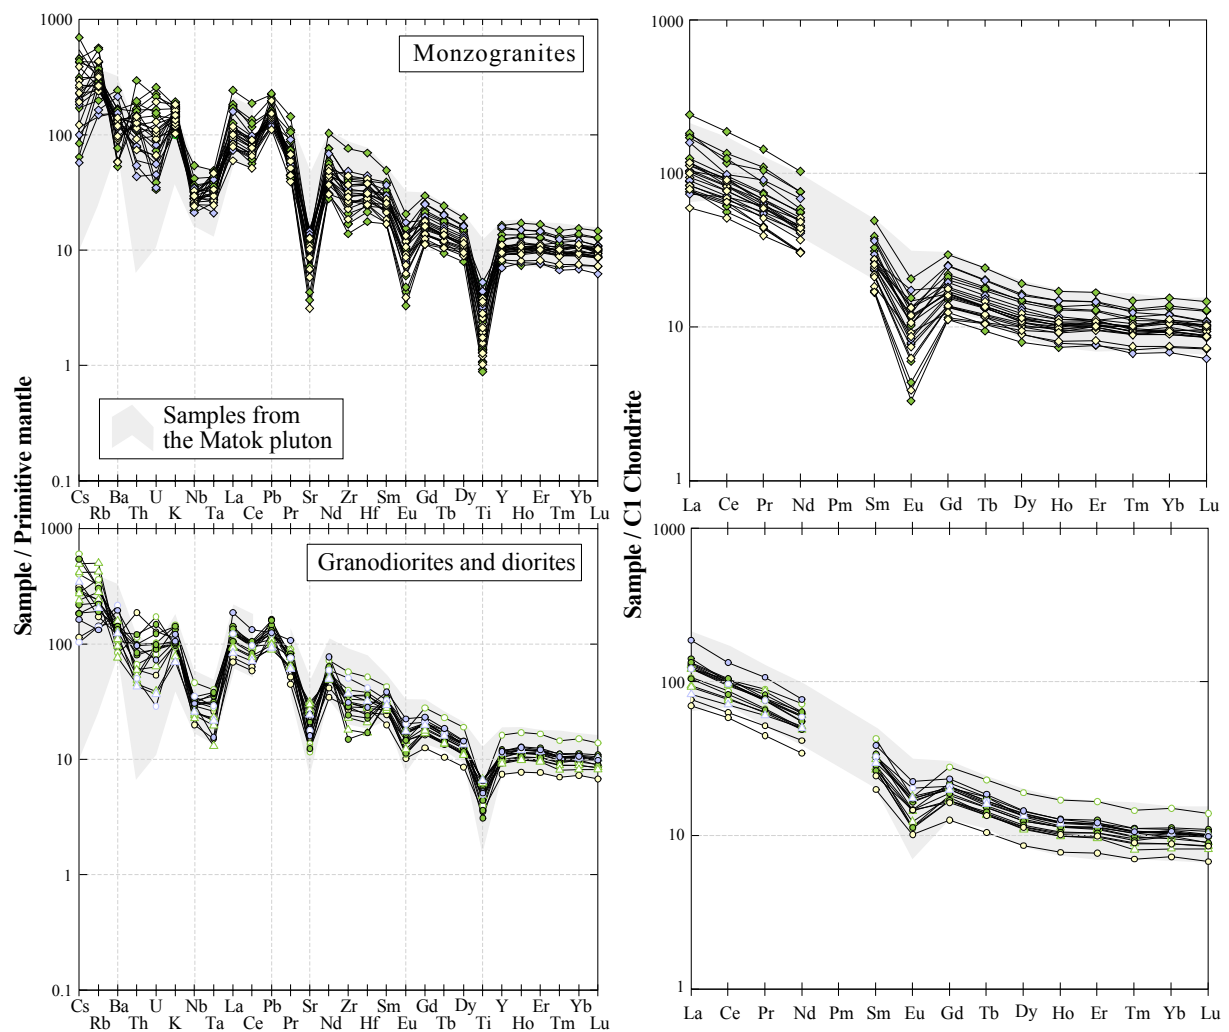 1000
100
10
1
0.1
Monzogranites
Samples from
the Matok pluton
Cs Ba U Nb La Pb Sr Zr Sm Gd Dy Y Er Yb
Rb Th K Ta Ce Pr Nd Hf Eu Tb Ti Ho Tm Lu
1000
100
10
1
La Ce Pr Nd Pm Sm Eu Gd Tb Dy Ho Er Tm Yb Lu
Sample / Primitive mantle
Sample / C1 Chondrite
1000
100
10
1
0.1
Granodiorites and diorites
Cs Ba U Nb La Pb Sr Zr Sm Gd Dy Y Er Yb
Rb Th K Ta Ce Pr Nd Hf Eu Tb Ti Ho Tm Lu
1000
100
10
1
La Ce Pr Nd Pm Sm Eu Gd Tb Dy Ho Er Tm Yb Lu